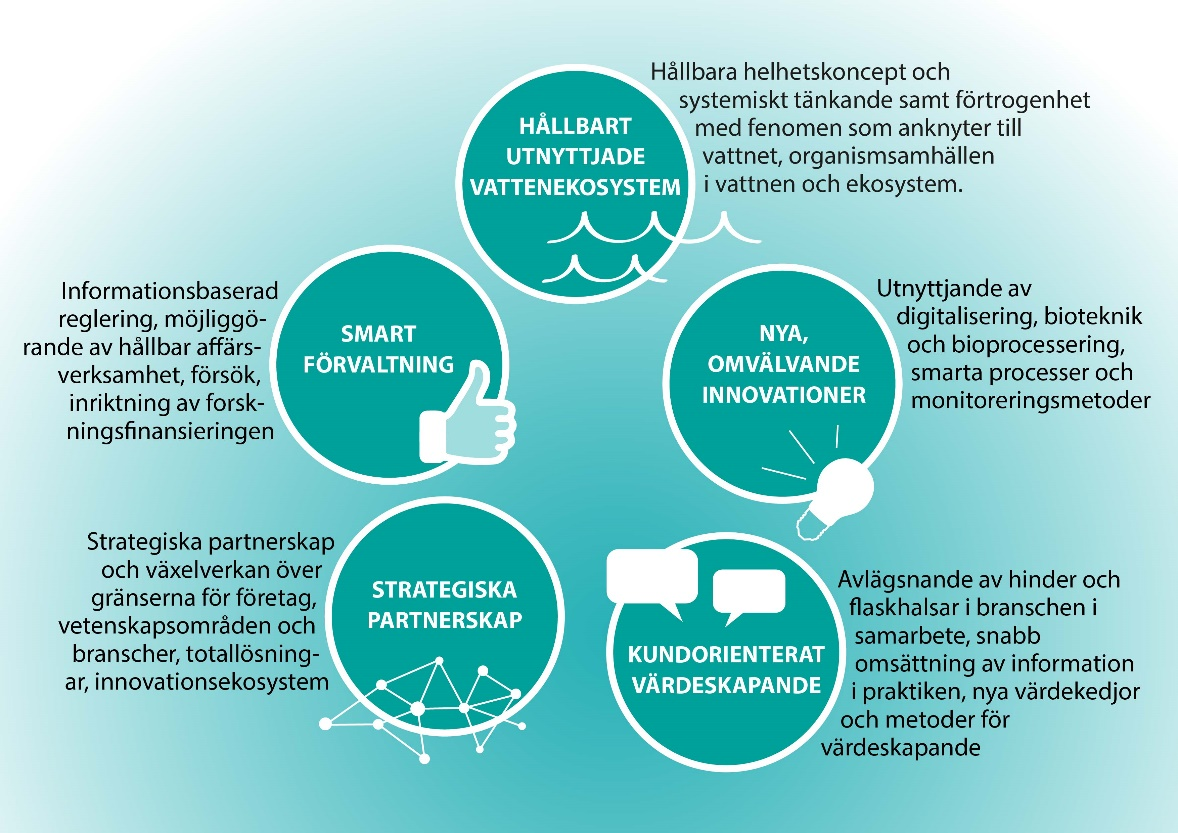 HÅLLBART
UTNYTTJADE
VATTENEKOSYSTEM
Hållbara helhetskoncept och
systemiskt tänkande samt förtrogenhet
med fenomen som anknyter till
vattnet, organismsamhällen
i vattnen och ekosystem.
Informationsbaserad
reglering, möjliggö-
rande av hållbar affärs-
verksamhet, försök,
inriktning av forsk-
ningsfinansieringen
SMART
FÖRVALTNING
NYA,
OMVÄLVANDE
INNOVATIONER
Utnyttjande av
digitalisering, bioteknik
och bioprocessering,
smarta processer och
monitoreringsmetoder
Strategiska partnerskap
och växelverkan över
gränserna för företag,
vetenskapsområden och
branscher, totallösning-
ar, innovationsekosystem
STRATEGISKA
PARTNERSKAP
KUNDORIENTERAT
VÄRDESKAPANDE
Avlägsnande av hinder och
flaskhalsar i branschen i
samarbete, snabb
omsättning av information
i praktiken, nya värdekedjor
och metoder för
värdeskapande